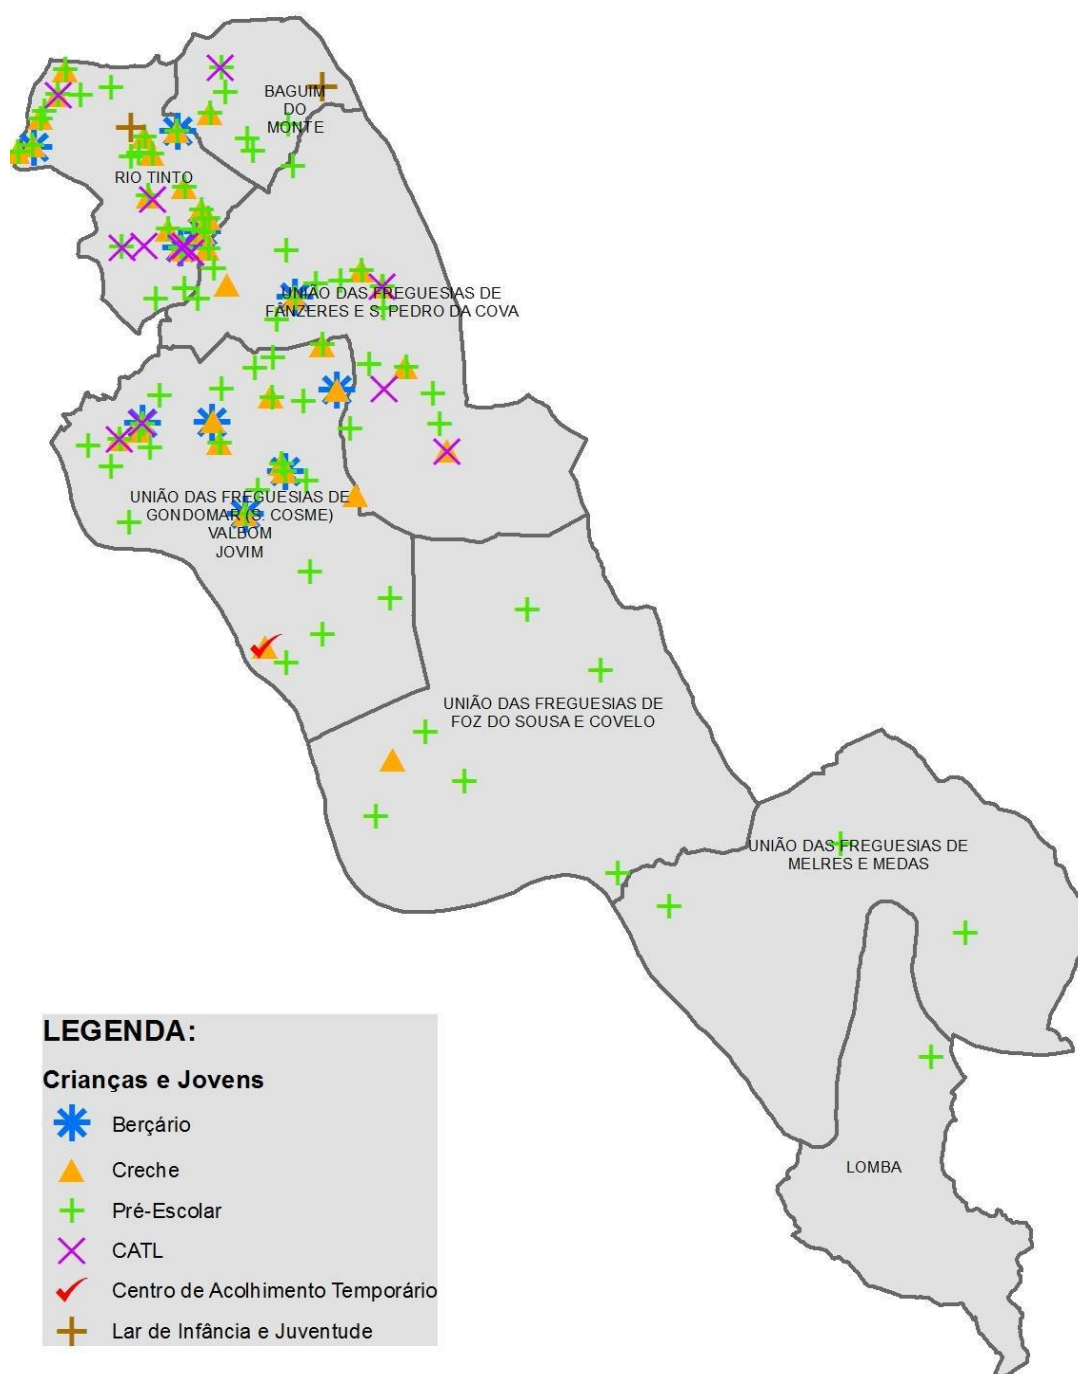 BAGUIM
DO
MONTE
RIO TINTO
UNIÃO DAS FREGUESIAS DE
FÂNZERES E S. PEDRO DA COVA
UNIÃO DAS FREGUESIAS DE
GONDOMAR (S. COSME)
VALBOM
JOVIM
UNIÃO DAS FREGUESIAS DE
FOZ DO SOUSA E COVELO
UNIÃO DAS FREGUESIAS DE
MELRES E MEDAS
LOMBA
LEGENDA:
Crianças e Jovens
Berçário
Creche
Pré-Escolar
CATL
Centro de Acolhimento Temporário
Lar de Infância e Juventude